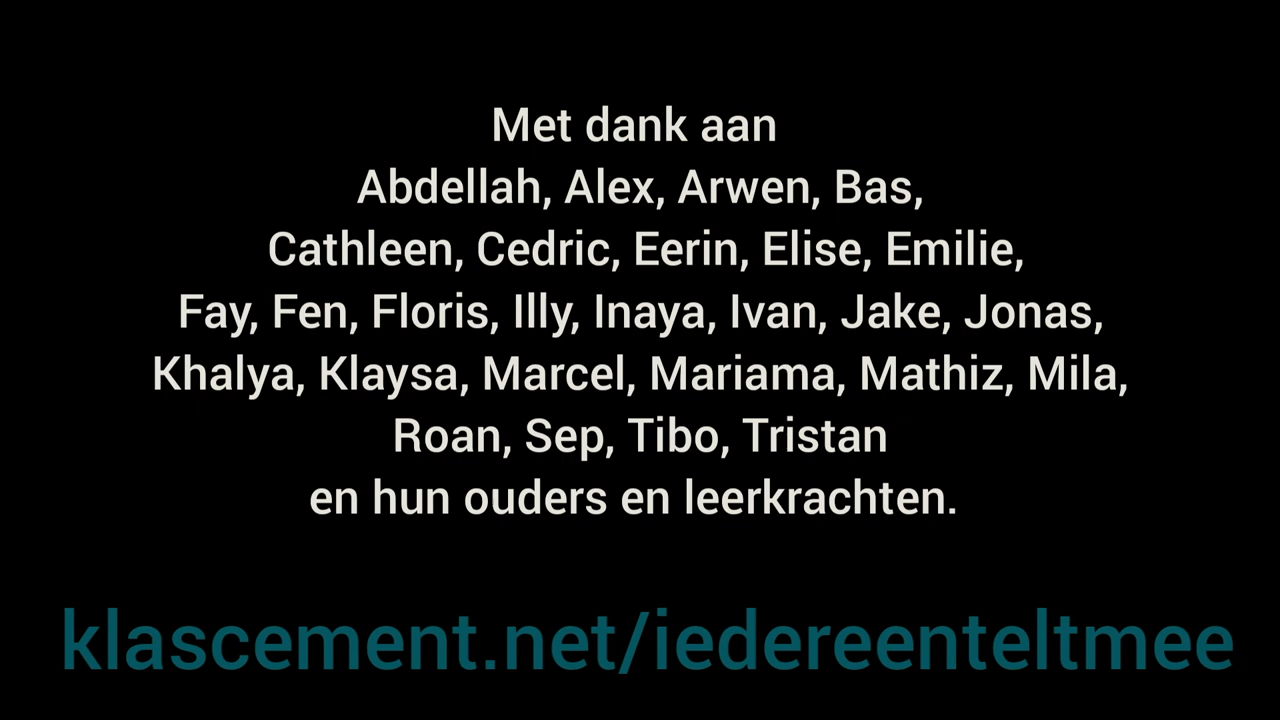 Met dank aan
Abdellah, Alex, Arwen, Bas,
Cathleen, Cedric, Eerin, Elise, Emilie,
Fay, Fen, Floris, Illy, Inaya, Ivan, Jake, Jonas,
Khalya, Klaysa, Marcel, Mariama, Mathiz, Mila,
Roan, Sep, Tibo, Tristan
en hun ouders en leerkrachten.
klascement.net/iedereenteltmee